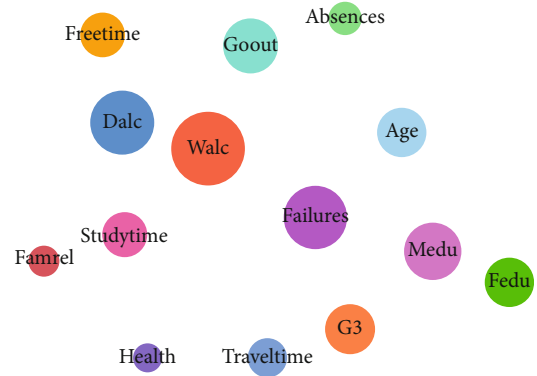 Absences
Freetime
Goout
Dalc
Age
Walc
Failures
Studytime
Medu
Famrel
Fedu
G3
Health
Traveltime